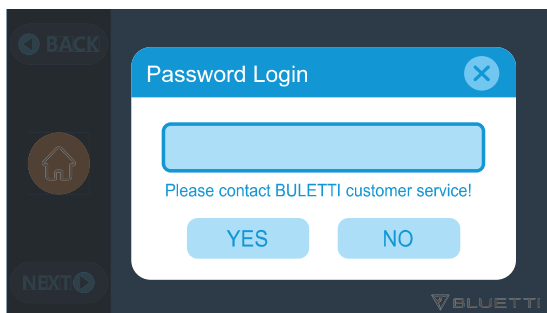 BACK
Password Login
Please contact BULETTI customer service!
YES NO
NEXT
BLUETTI